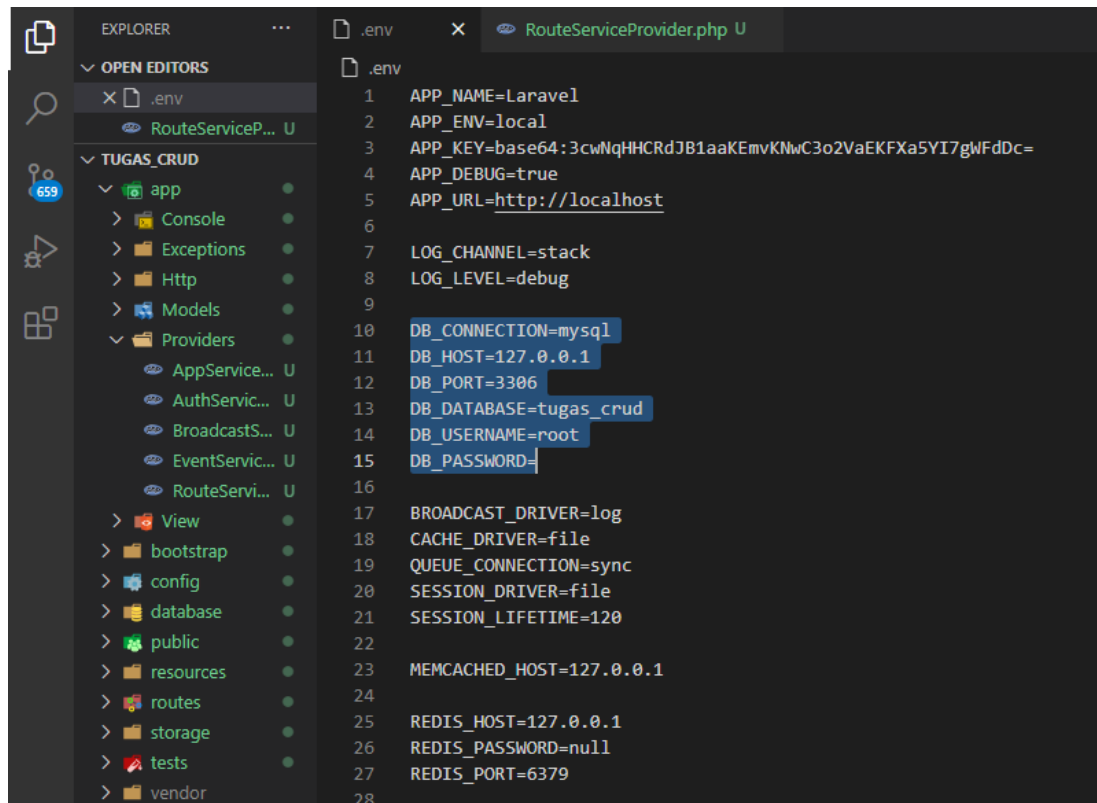 EXPLORER ...
OPEN EDITORS
.env
RouteServiceP... U
TUGAS_CRUD
app
Console
Exceptions
Http
Models
Providers
AppService... U
AuthServic... U
BroadcastS... U
EventServic... U
RouteServi... U
View
bootstrap
config
database
public
resources
routes
storage
tests
vendor
659
.env
RouteServiceProvider.php U
.env
1 APP_NAME=Laravel
2 APP_ENV=local
3 APP_KEY=base64:3cwNqHHCRdJB1aaKEmvKNwC3o2VaEKFXa5YI7gWFdDc=
4 APP_DEBUG=true
5 APP_URL=http://localhost
6
7 LOG_CHANNEL=stack
8 LOG_LEVEL=debug
9
10 DB_CONNECTION=mysql
11 DB_HOST=127.0.0.1
12 DB_PORT=3306
13 DB_DATABASE=tugas_crud
14 DB_USERNAME=root
15 DB_PASSWORD=
16
17 BROADCAST_DRIVER=log
18 CACHE_DRIVER=file
19 QUEUE_CONNECTION=sync
20 SESSION_DRIVER=file
21 SESSION_LIFETIME=120
22
23 MEMCACHED_HOST=127.0.0.1
24
25 REDIS_HOST=127.0.0.1
26 REDIS_PASSWORD=null
27 REDIS_PORT=6379
28